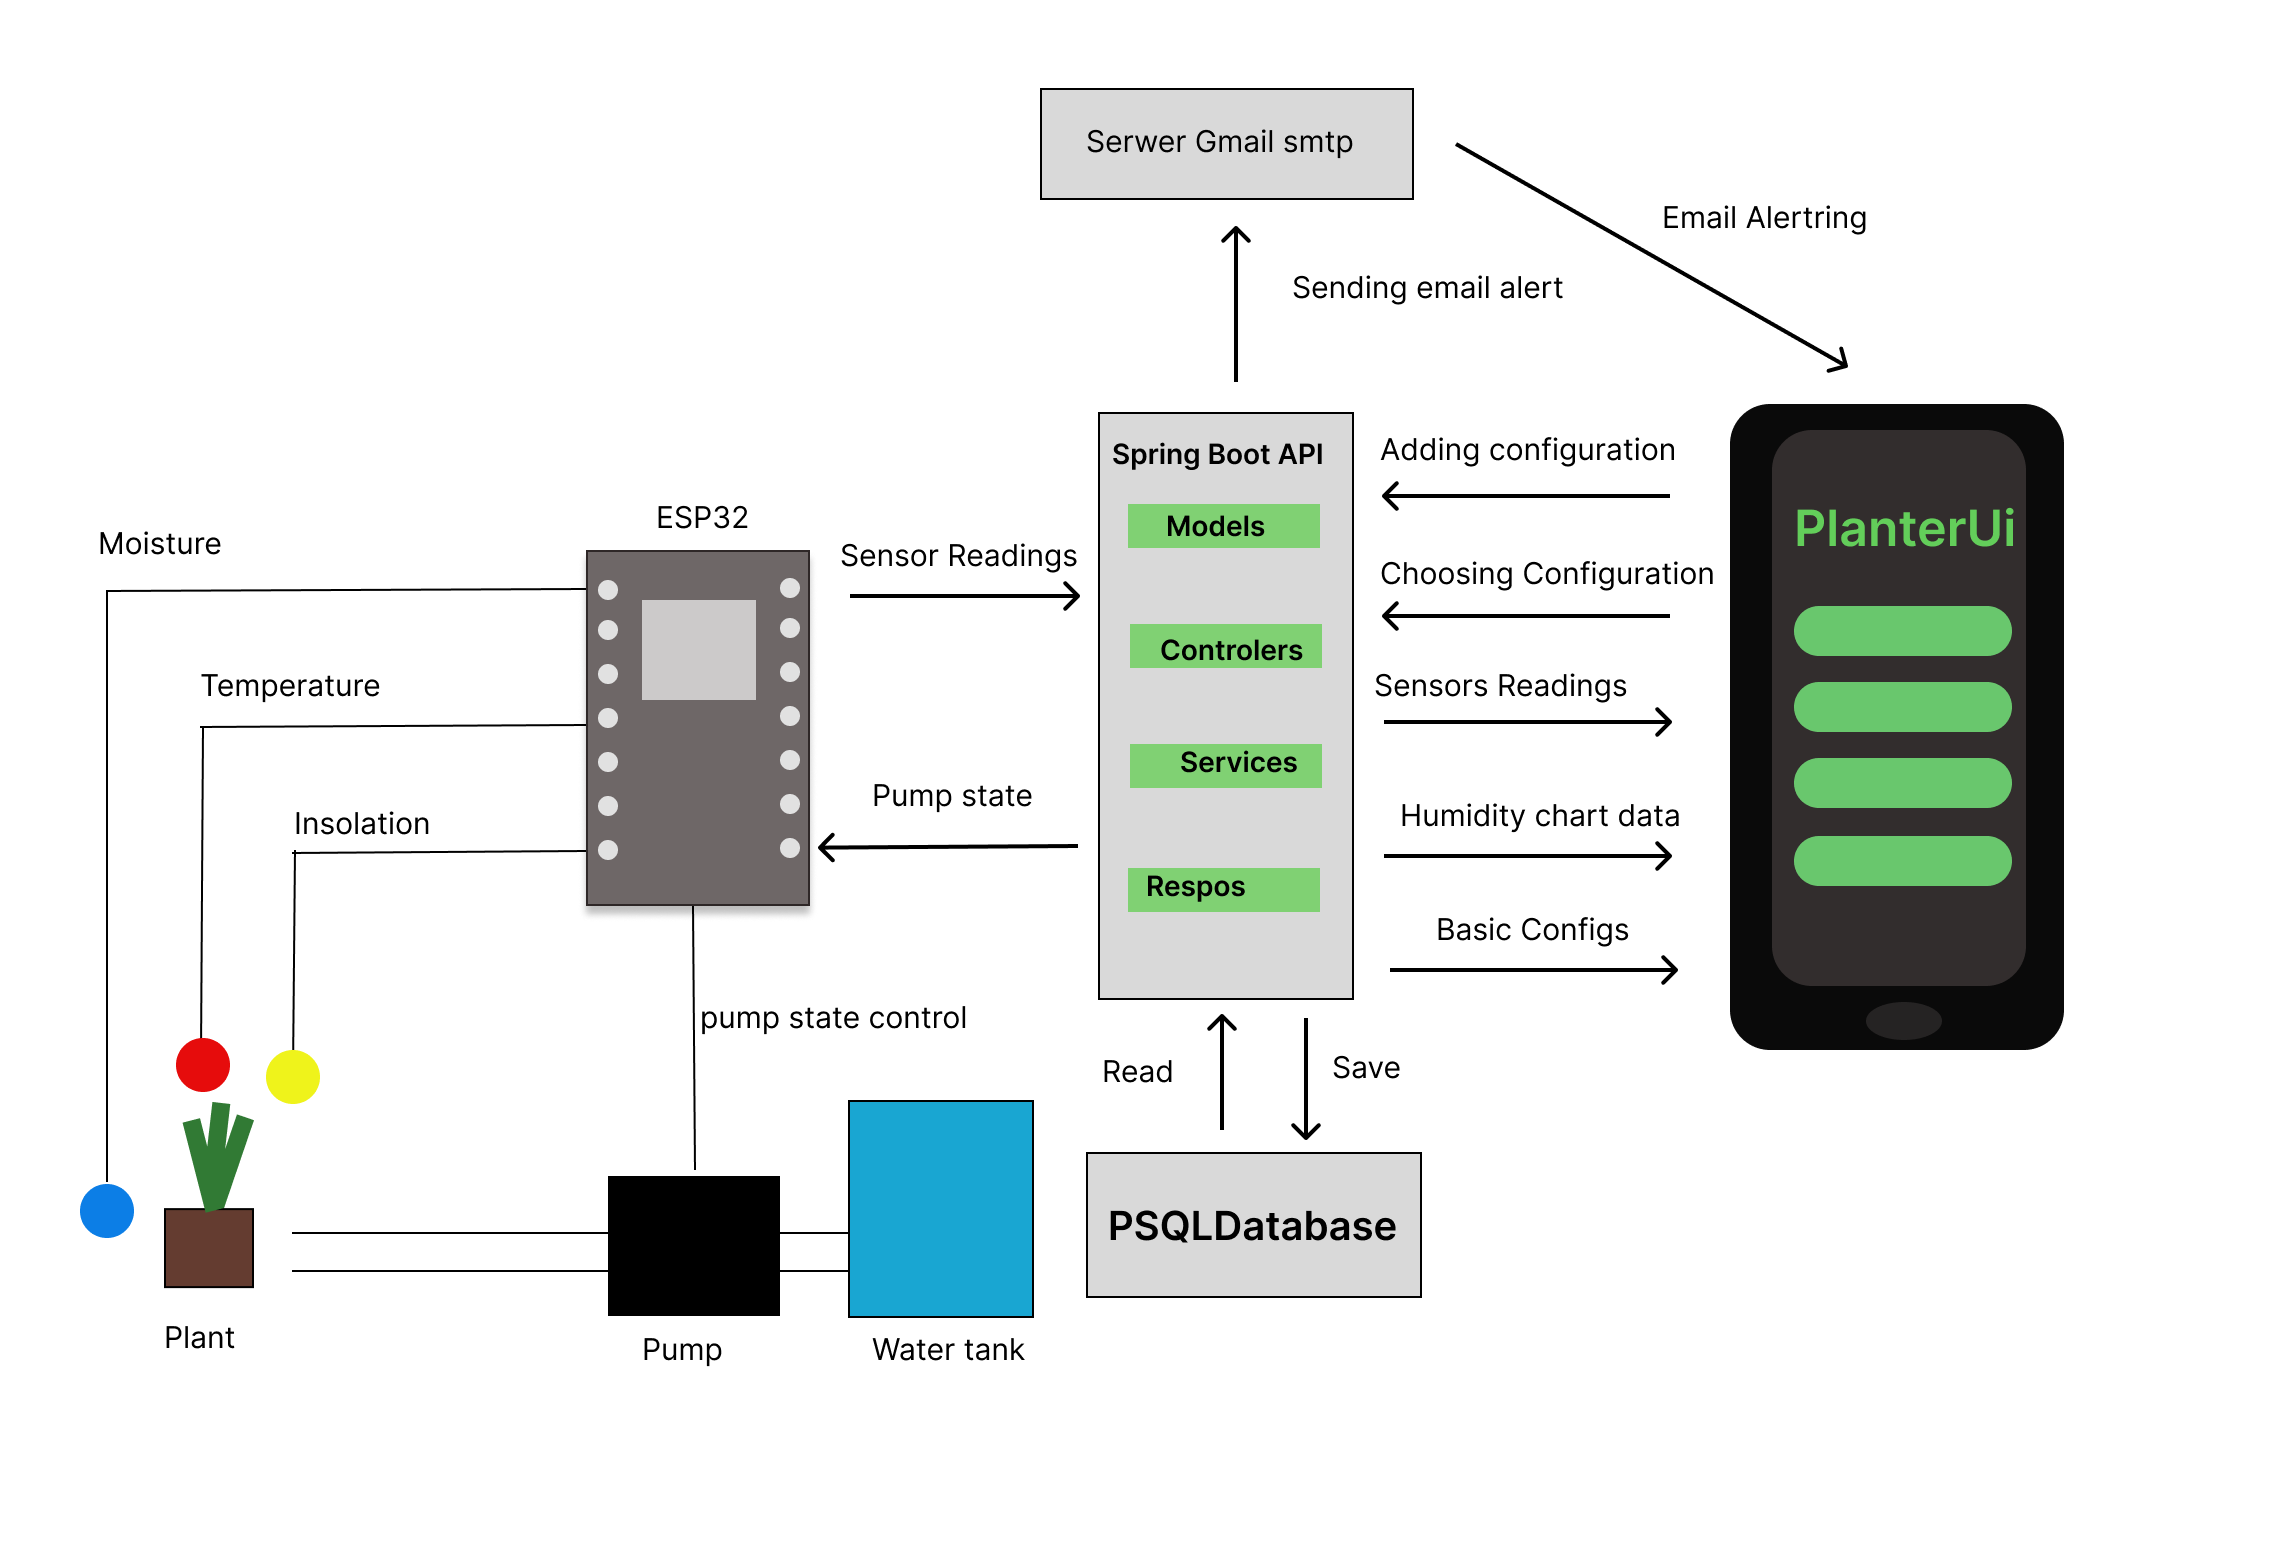 Serwer Gmail smtp
Email Alertring
Sending email alert
Spring Boot API
Adding configuration
Models
PlanterUi
ESP32
Moisture
Sensor Readings
Choosing Configuration
Controlers
Temperature
Sensors Readings
Services
Pump state
Humidity chart data
Insolation
Respos
Basic Configs
pump state control
Read
Save
PSQLDatabase
Plant
Pump
Water tank